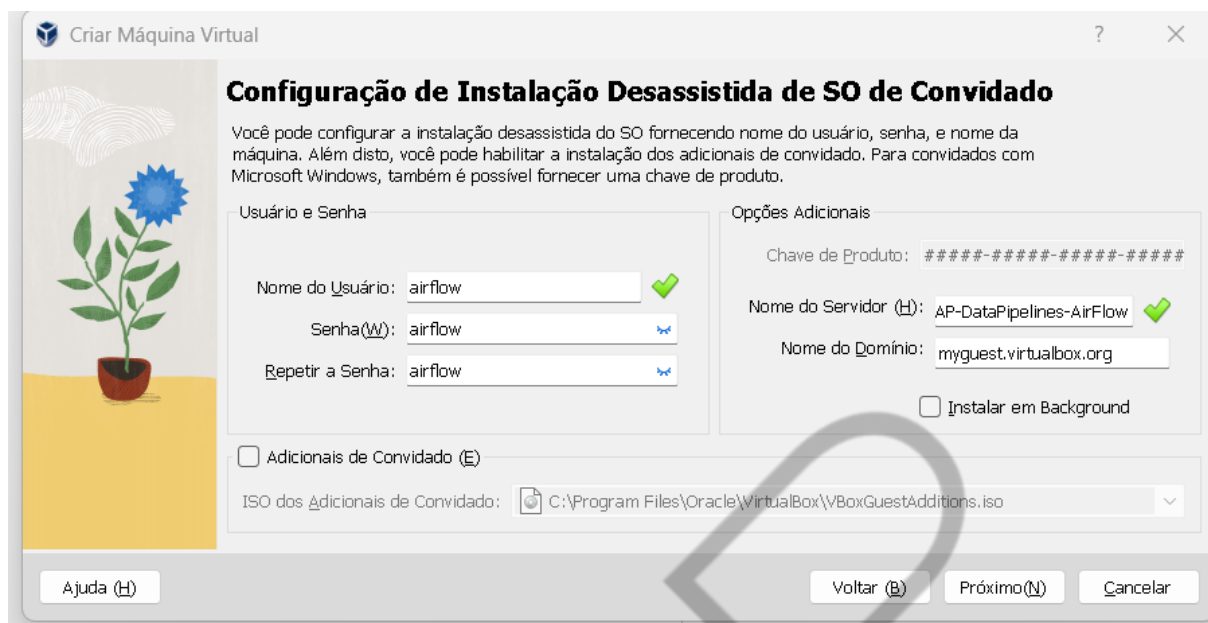 Criar Máquina Virtual
?
Configuração de Instalação Desassistida de SO de Convidado
Você pode configurar a instalação desassistida do SO fornecendo nome do usuário, senha, e nome da
máquina. Além disto, você pode habilitar a instalação dos adicionais de convidado. Para convidados com
Microsoft Windows, também é possível fornecer uma chave de produto.
Usuário e Senha
Nome do Usuário: airflow
Senha(W): airflow
Repetir a Senha: airflow
Opções Adicionais
Chave de Produto: #####-#####-#####-#####
Nome do Servidor (H): AP-DataPipelines-AirFlow
Nome do Domínio: myguest.virtualbox.org
Instalar em Background
Adicionais de Convidado (E)
ISO dos Adicionais de Convidado: C:\Program Files\Oracle\VirtualBox\VBoxGuestAdditions.iso
Ajuda (H)
Voltar (B)
Próximo(N)
Cancelar